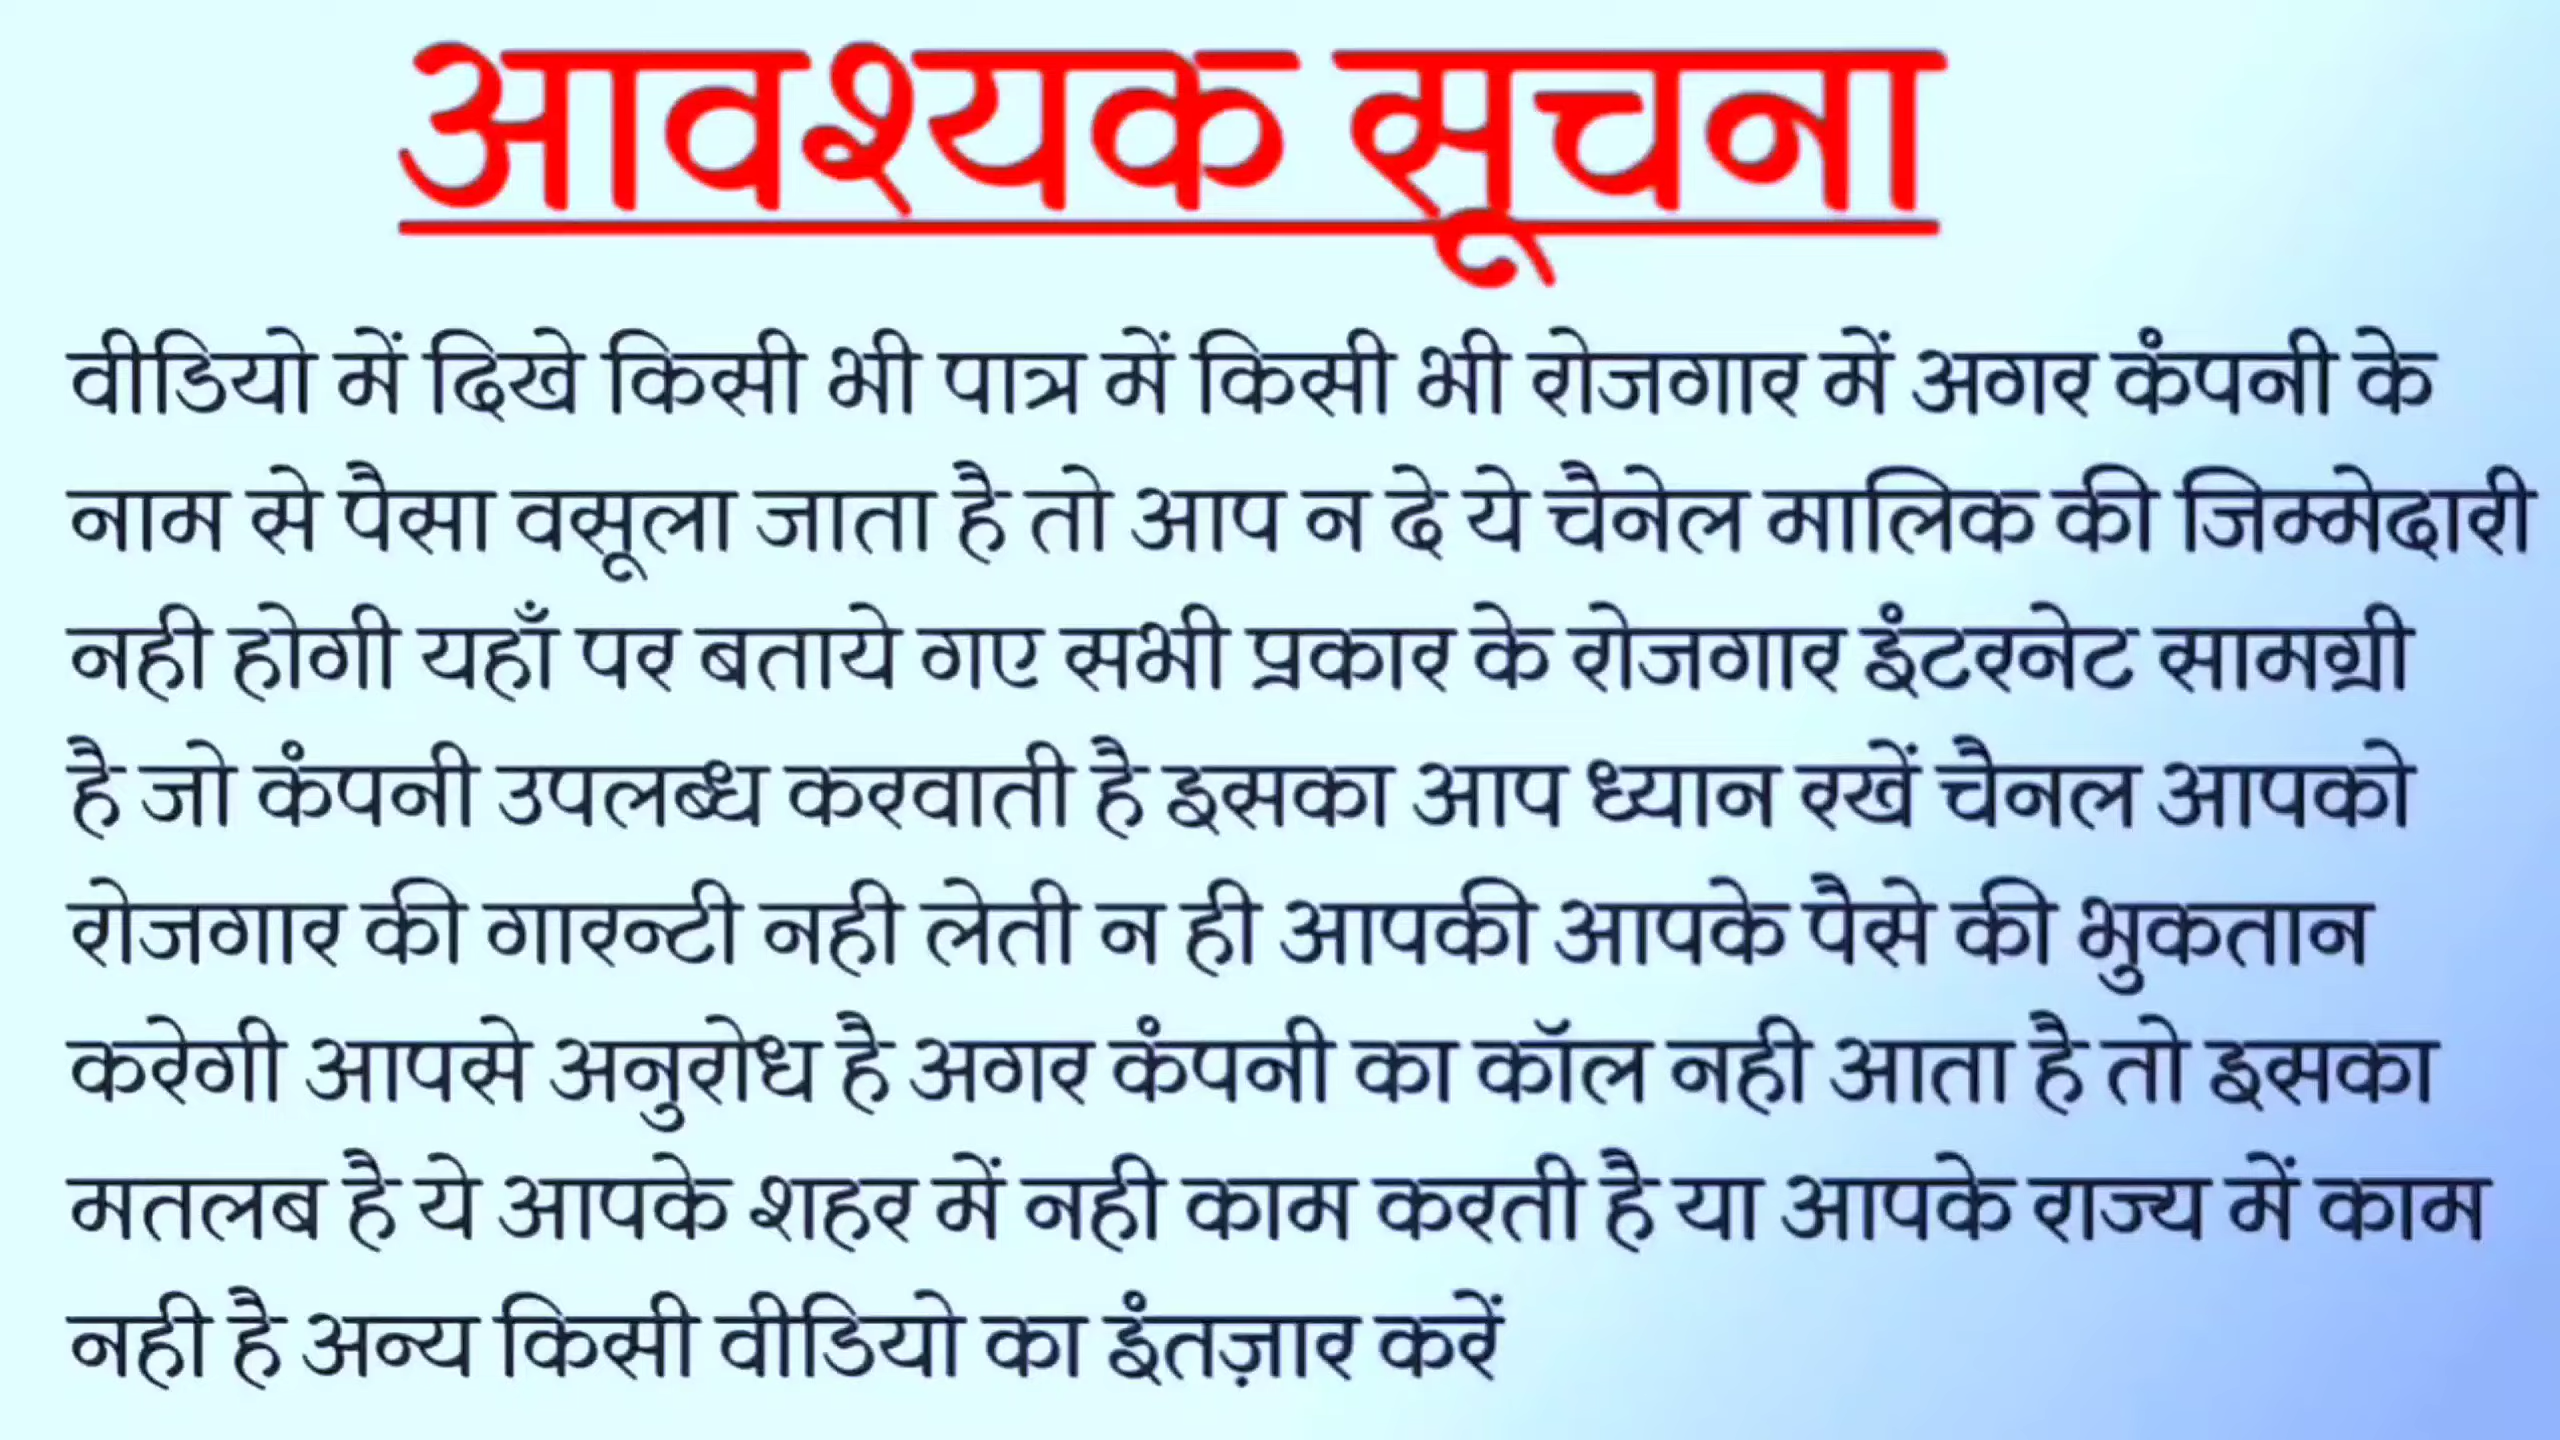 आवश्यक सूचना
वीडियो में दिखे किसी भी पात्र में किसी भी रोजगार में अगर कंपनी के
नाम से पैसा वसूला जाता है तो आप न दे ये चैनेल मालिक की जिम्मेदारी
नही होगी यहाँ पर बताये गए सभी प्रकार के रोजगार इंटरनेट सामग्री
है जो कंपनी उपलब्ध करवाती है इसका आप ध्यान रखें चैनल आपको
रोजगार की गारन्टी नही लेती न ही आपकी आपके पैसे की भुकतान
करेगी आपसे अनुरोध है अगर कंपनी का कॉल नही आता है तो इसका
मतलब है ये आपके शहर में नही काम करती है या आपके राज्य में काम
नही है अन्य किसी वीडियो का इंतज़ार करें